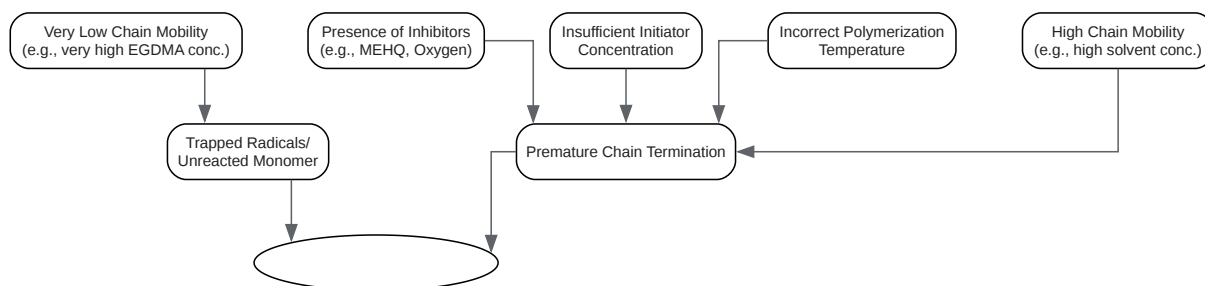 Very Low Chain Mobility
(e.g., very high EGDMA conc.)
Presence of Inhibitors
(e.g., MEHQ, Oxygen)
Insufficient Initiator
Concentration
Incorrect Polymerization
Temperature
High Chain Mobility
(e.g., high solvent conc.)
Trapped Radicals/
Unreacted Monomer
Premature Chain Termination